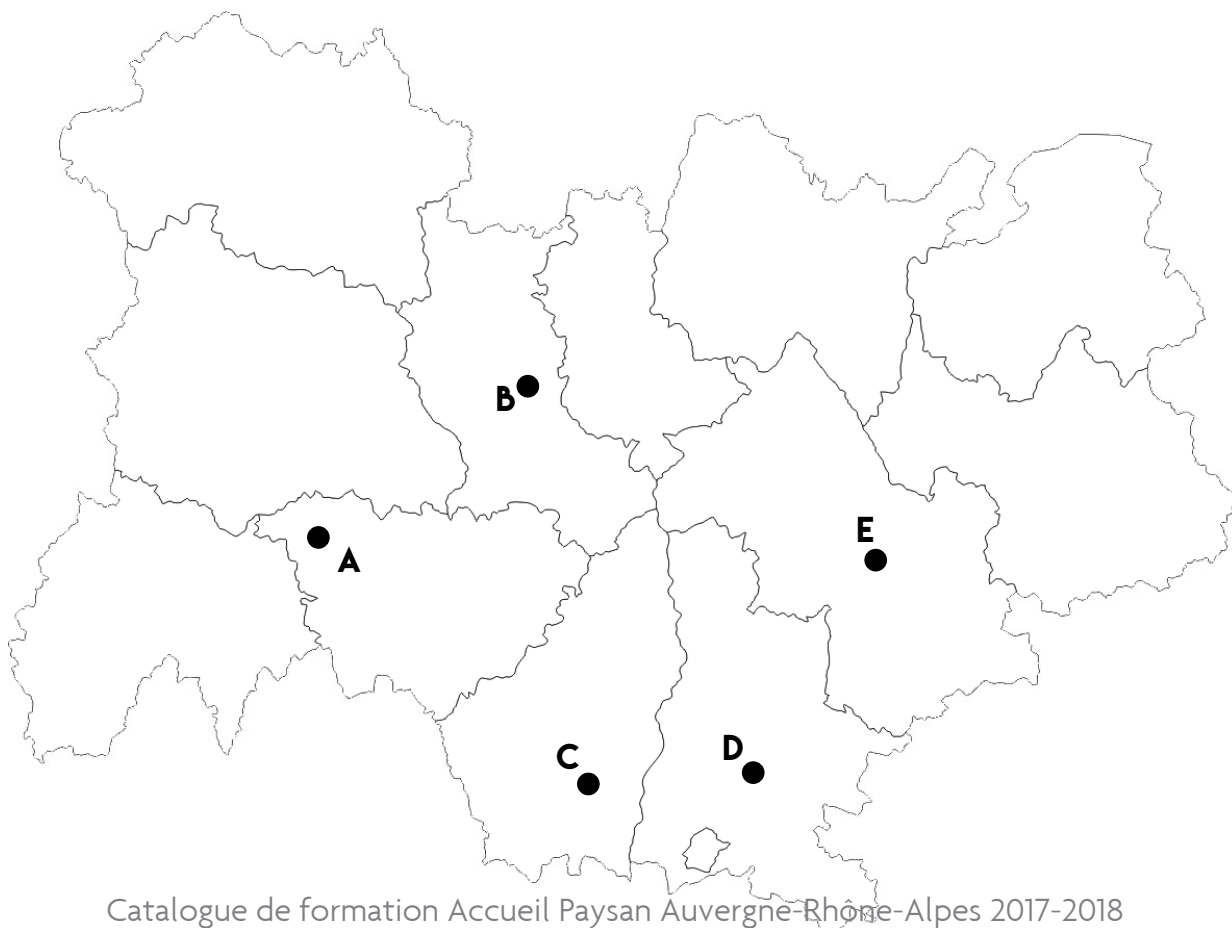 B
A
E
C
D
Catalogue de formation Accueil Paysan Auvergne-Rhône-Alpes 2017-2018